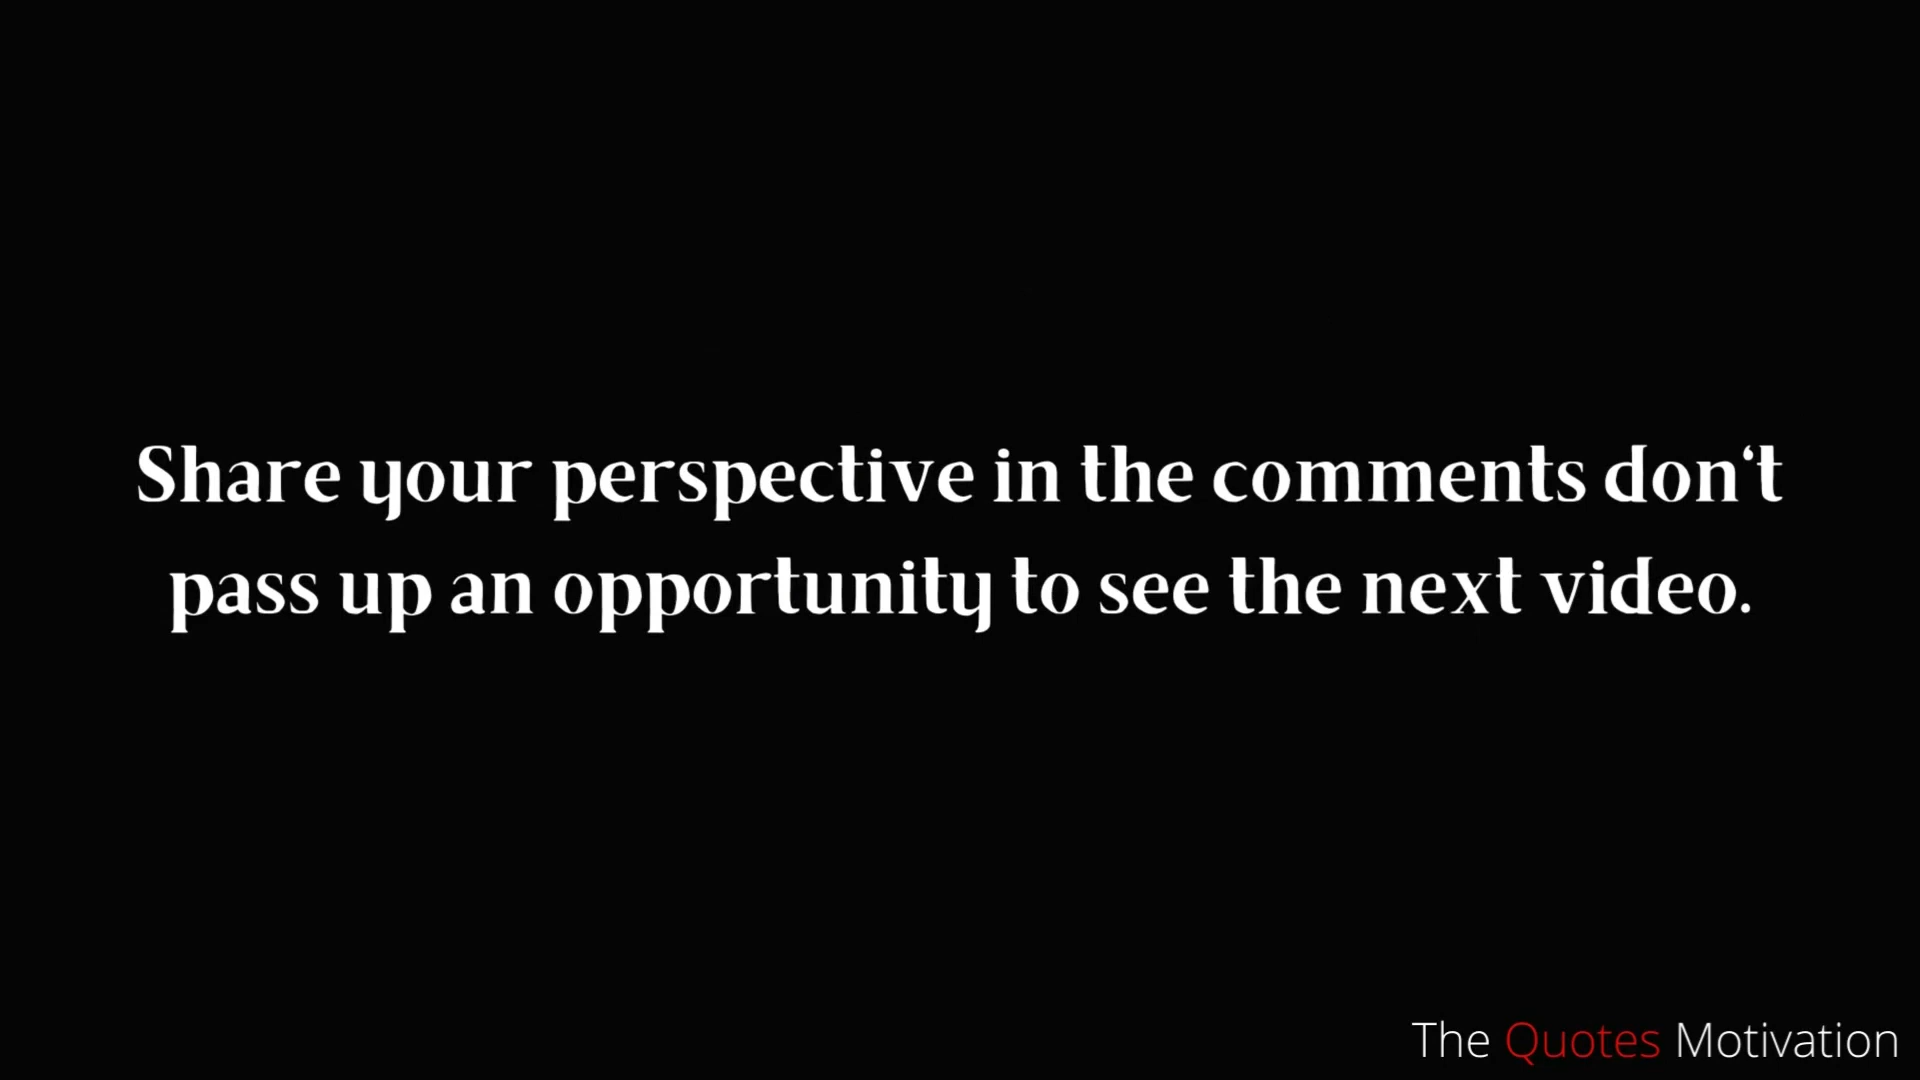 Share your perspective in the comments don‘t
pass up an opportunity to see the next video.
The Quotes Motivation